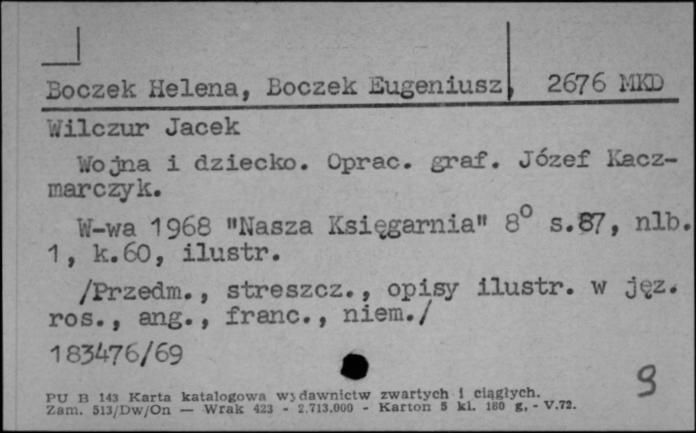 Boczek Helena, Boczek Eugeniusz, 2676 MKD
Wilczur Jacek
Wojna i dziecko. Oprac. graf. Józef Kacz-
marczyk.
W-wa 1968 "Nasza Księgarnia" 8° s.87, nlb.
1, k.60, ilustr.
/Przedm., streszcz., opisy ilustr. w jęz.
ros., ang., franc., niem./
183476/69
9
PU B 143 Karta katalogowa wydawnictw zwartych i ciągłych.
Zam. 513/Dw/On — Wrak 423 - 2.713.000 - Karton 5 kl. 180 g. - V.72.